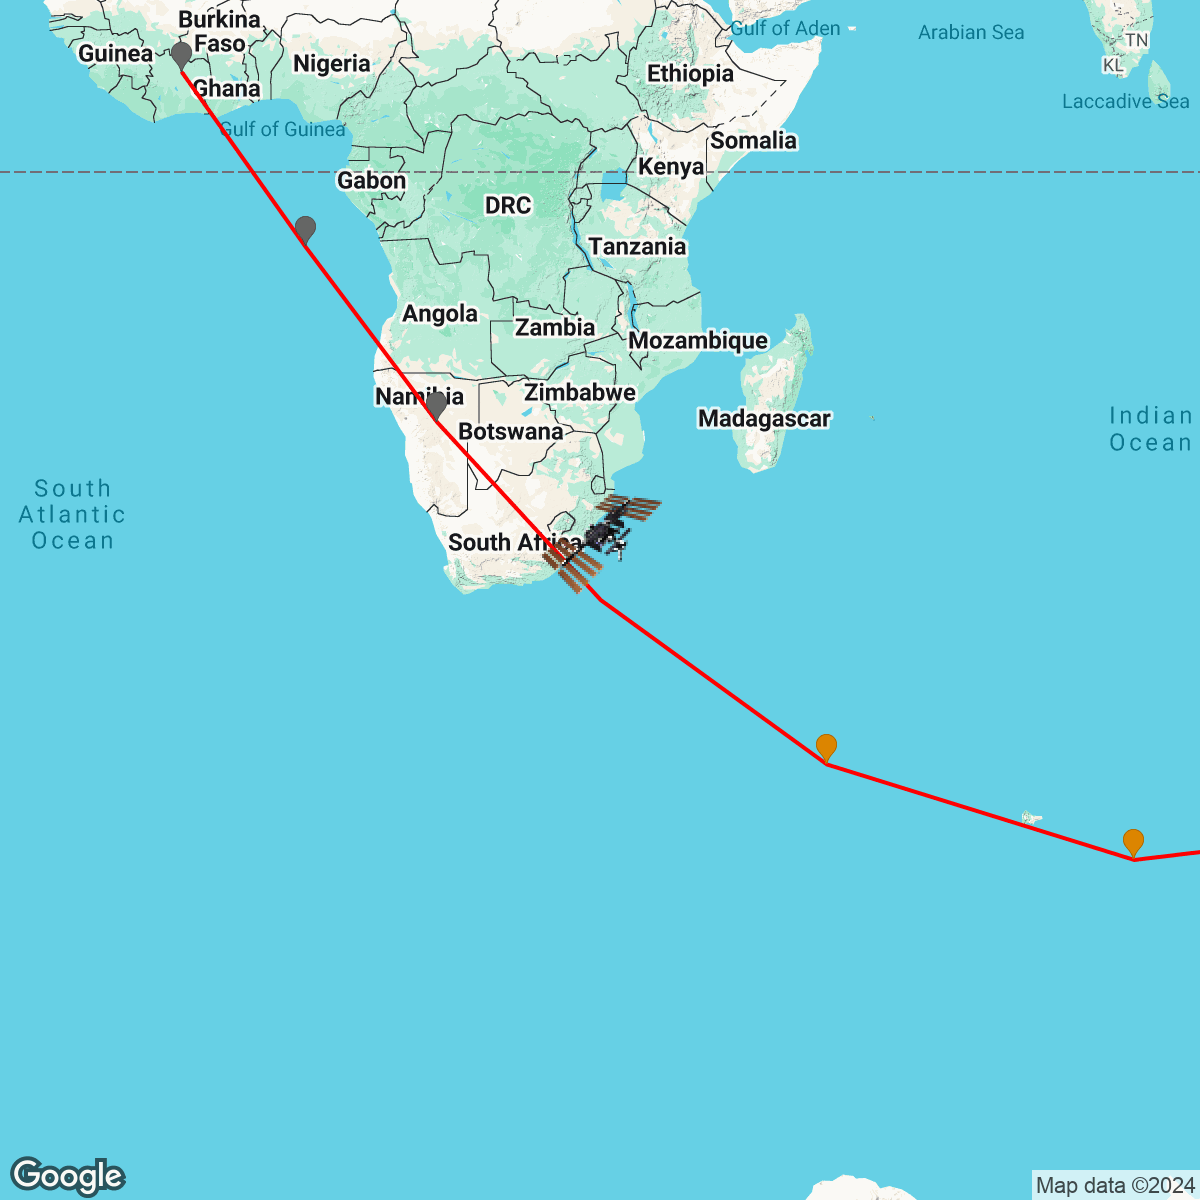 Burkina
Faso
Guinea
Nigeria
Ghana
Gulf of Guinea
Gulf of Aden
Arabian Sea
TN
KL
Laccadive Sea
Ethiopia
Somalia
Kenya
Gabon
DRC
Tanzania
Angola
Zambia
Mozambique
Namibia
Zimbabwe
Botswana
Madagascar
Indian
Ocean
South
Atlantic
Ocean
South Africa
Google
Map data ©2024